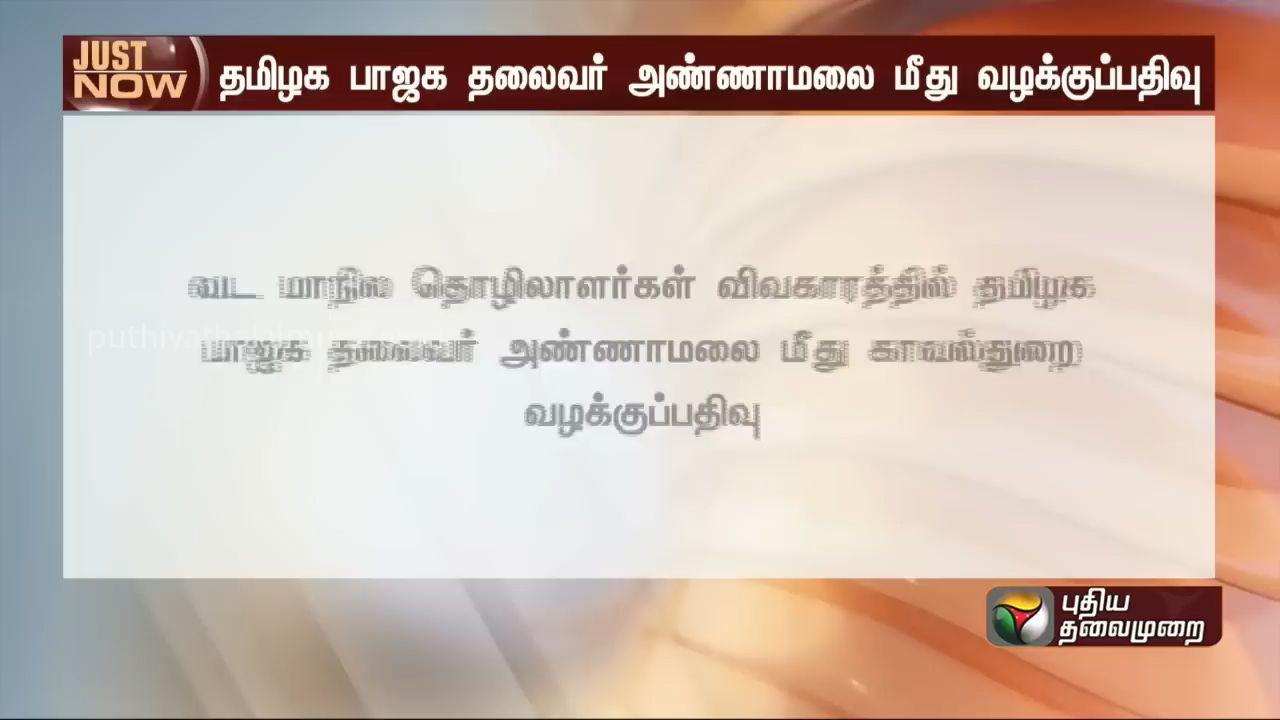 JUST
NOW
தமிழக பாஜக தலைவர் அண்ணாமலை மீது வழக்குப்பதிவு
வட மாநில தொழிலாளர்கள் விவகாரத்தில் தமிழக
பாஜக தலைவர் அண்ணாமலை மீது காவல்துறை
வழக்குப்பதிவு
புதிய
தலைமுறை